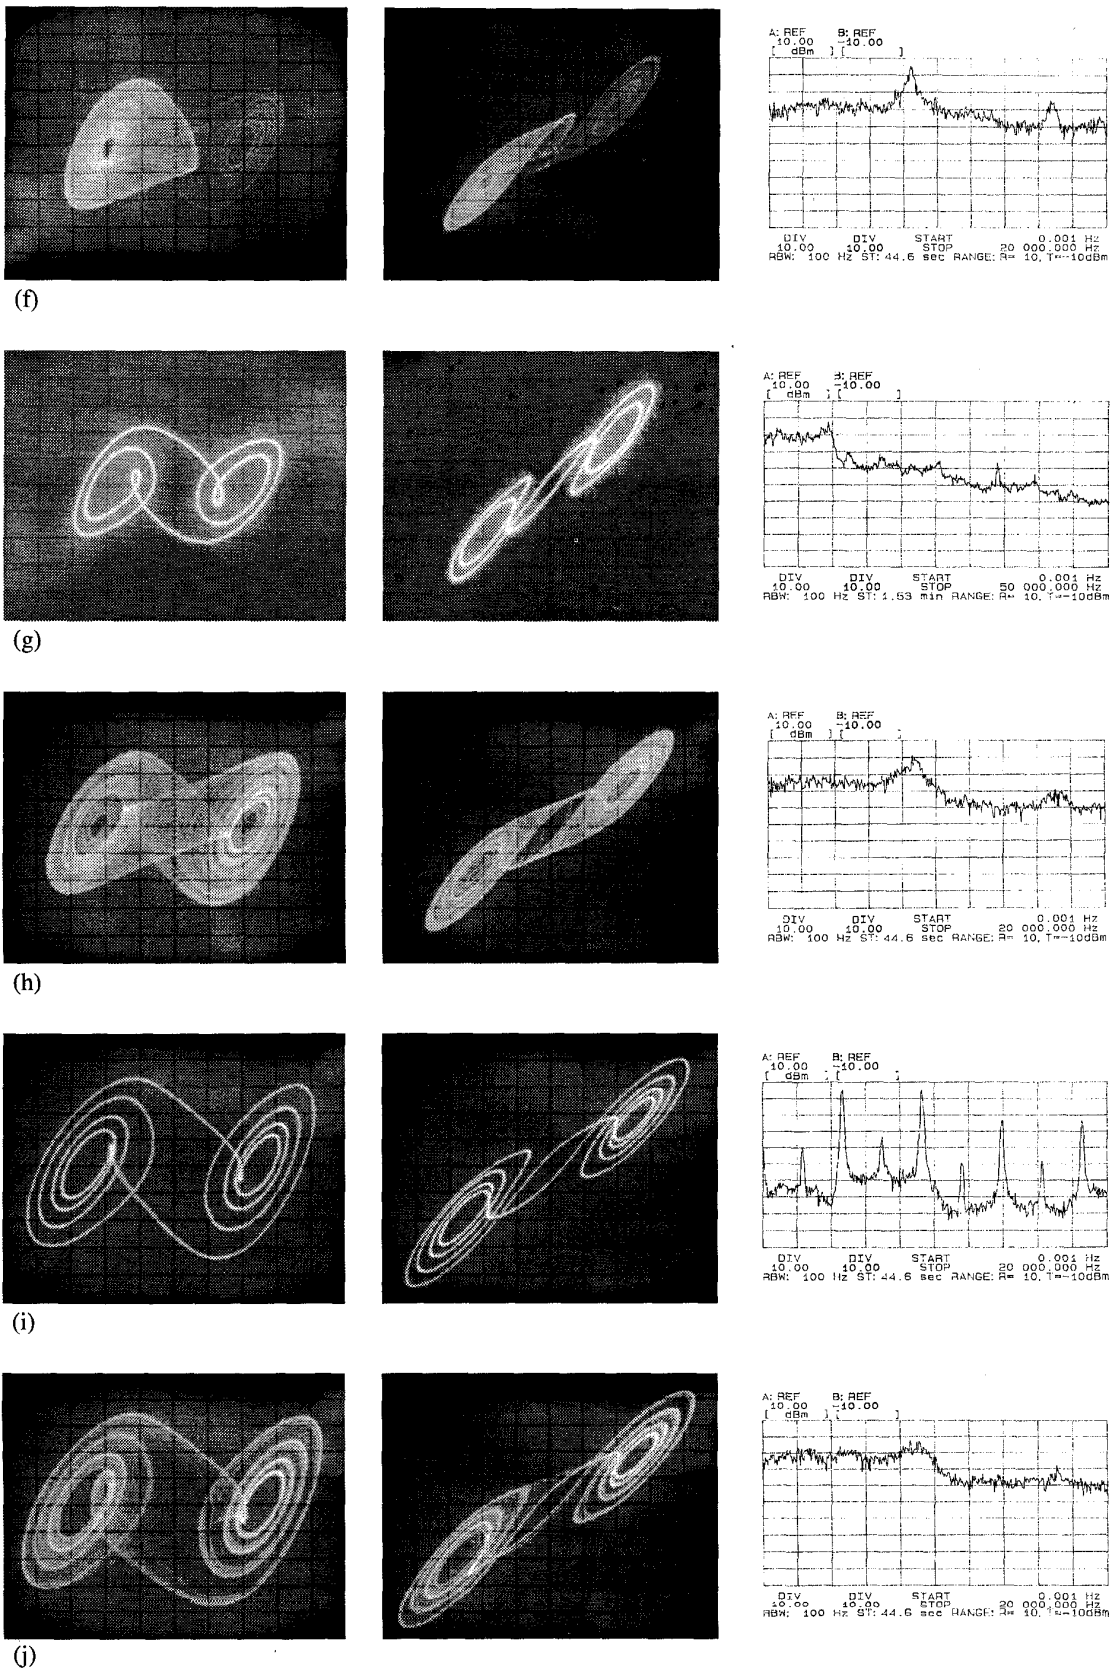 A: REF B: REF
10.00 -10.00
[ dBm ] [ ]
DIV DIV START 0.001 Hz
10.00 10.00 STOP 20 000.000 Hz
RBW: 100 Hz ST: 44.6 sec RANGE: R= 10, T=-10dBm
(f)
A: REF B: REF
10.00 -10.00
[ dBm ] [ ]
DIV DIV START 0.001 Hz
10.00 10.00 STOP 50 000.000 Hz
RBW: 100 Hz ST: 1.53 min RANGE: R= 10, T=-10dBm
(g)
A: REF B: REF
10.00 -10.00
[ dBm ] [ ]
DIV DIV START 0.001 Hz
10.00 10.00 STOP 20 000.000 Hz
RBW: 100 Hz ST: 44.6 sec RANGE: R= 10, T=-10dBm
(h)
A: REF B: REF
10.00 -10.00
[ dBm ] [ ]
DIV DIV START 0.001 Hz
10.00 10.00 STOP 20 000.000 Hz
RBW: 100 Hz ST: 44.6 sec RANGE: R= 10, T=-10dBm
(i)
A: REF B: REF
10.00 -10.00
[ dBm ] [ ]
DIV DIV START 0.001 Hz
10.00 10.00 STOP 20 000.000 Hz
RBW: 100 Hz ST: 44.6 sec RANGE: R= 10, T=-10dBm
(j)